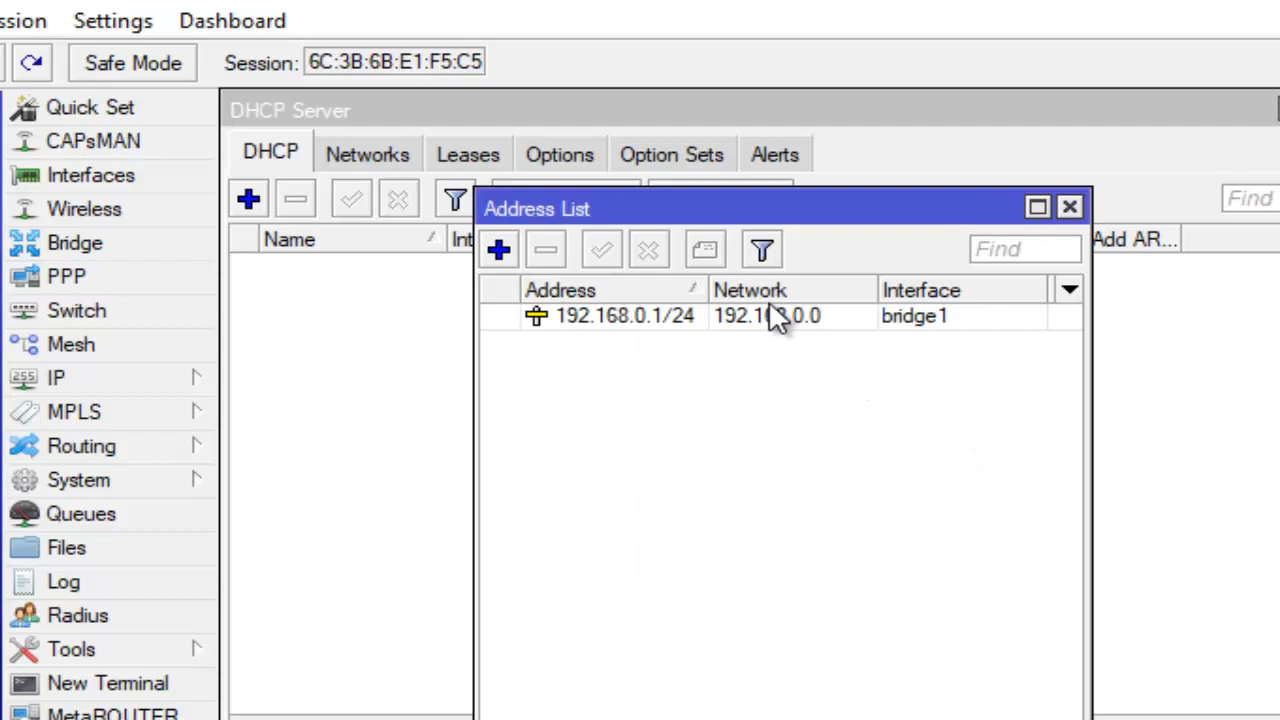 ssion Settings Dashboard
Safe Mode Session: 6C:3B:6B:E1:F5:C5
Quick Set
CAPsMAN
Interfaces
Wireless
Bridge
PPP
Switch
Mesh
255 IP
MPLS
Routing
System
Queues
Files
Log
Radius
Tools
New Terminal
MetaROUTER
DHCP Server
DHCP Networks Leases Options Option Sets Alerts
Find
Name Int Add AR...
Address List
Find
Address Network Interface
192.168.0.1/24 bridge1